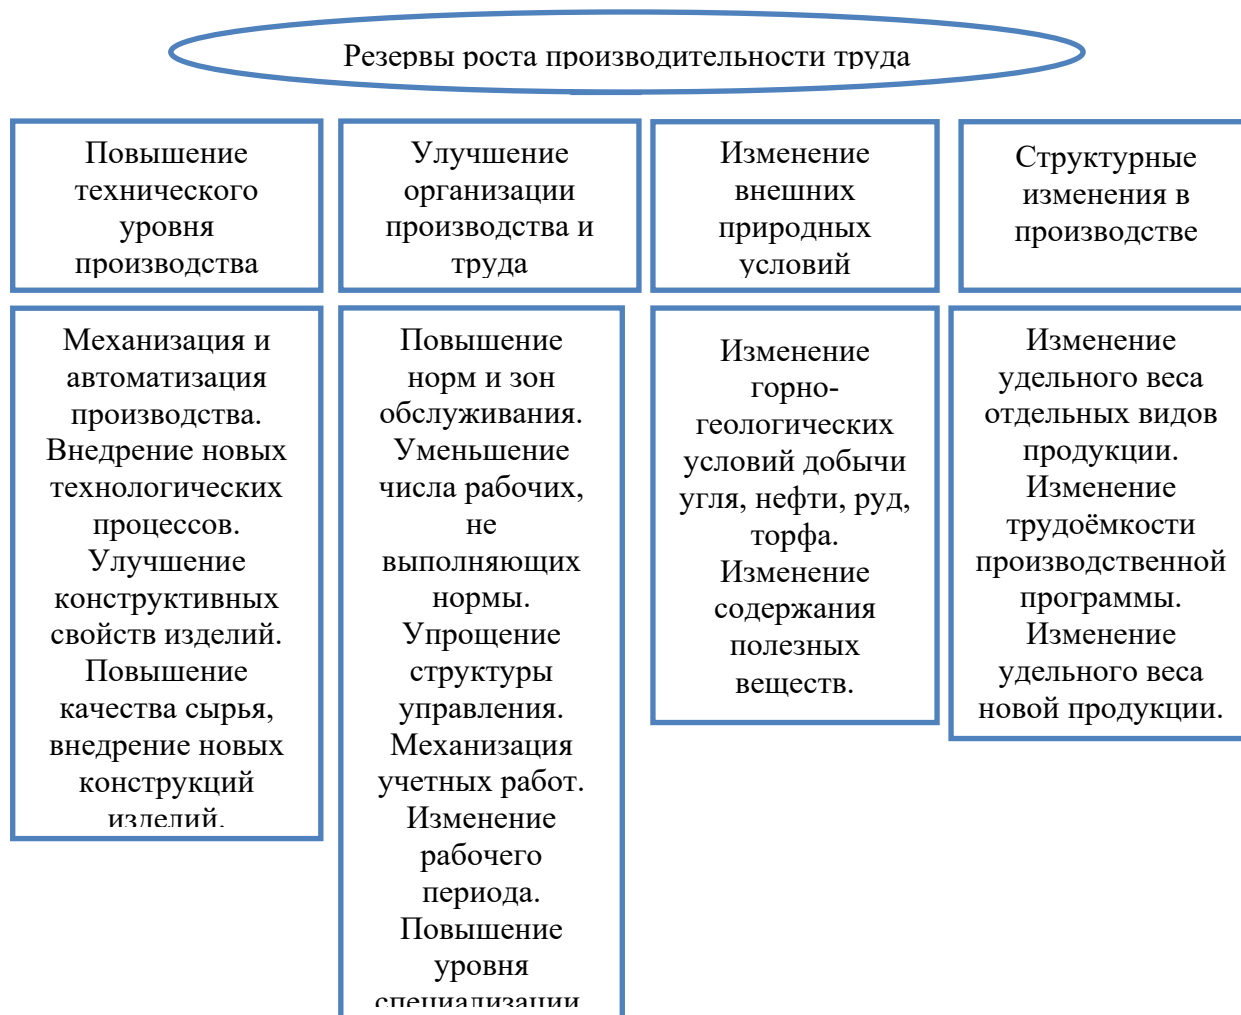 Резервы роста производительности труда
Повышение
технического
уровня
производства
Улучшение
организации
производства и
труда
Изменение
внешних
природных
условий
Структурные
изменения в
производстве
Механизация и
автоматизация
производства.
Внедрение новых
технологических
процессов.
Улучшение
конструктивных
свойств изделий.
Повышение
качества сырья,
внедрение новых
конструкций
изделий.
Повышение
норм и зон
обслуживания.
Уменьшение
числа рабочих,
не
выполняющих
нормы.
Упрощение
структуры
управления.
Механизация
учетных работ.
Изменение
рабочего
периода.
Повышение
уровня
специализации
Изменение
горно-
геологических
условий добычи
угля, нефти, руд,
торфа.
Изменение
содержания
полезных
веществ.
Изменение
удельного веса
отдельных видов
продукции.
Изменение
трудоёмкости
производственной
программы.
Изменение
удельного веса
новой продукции.